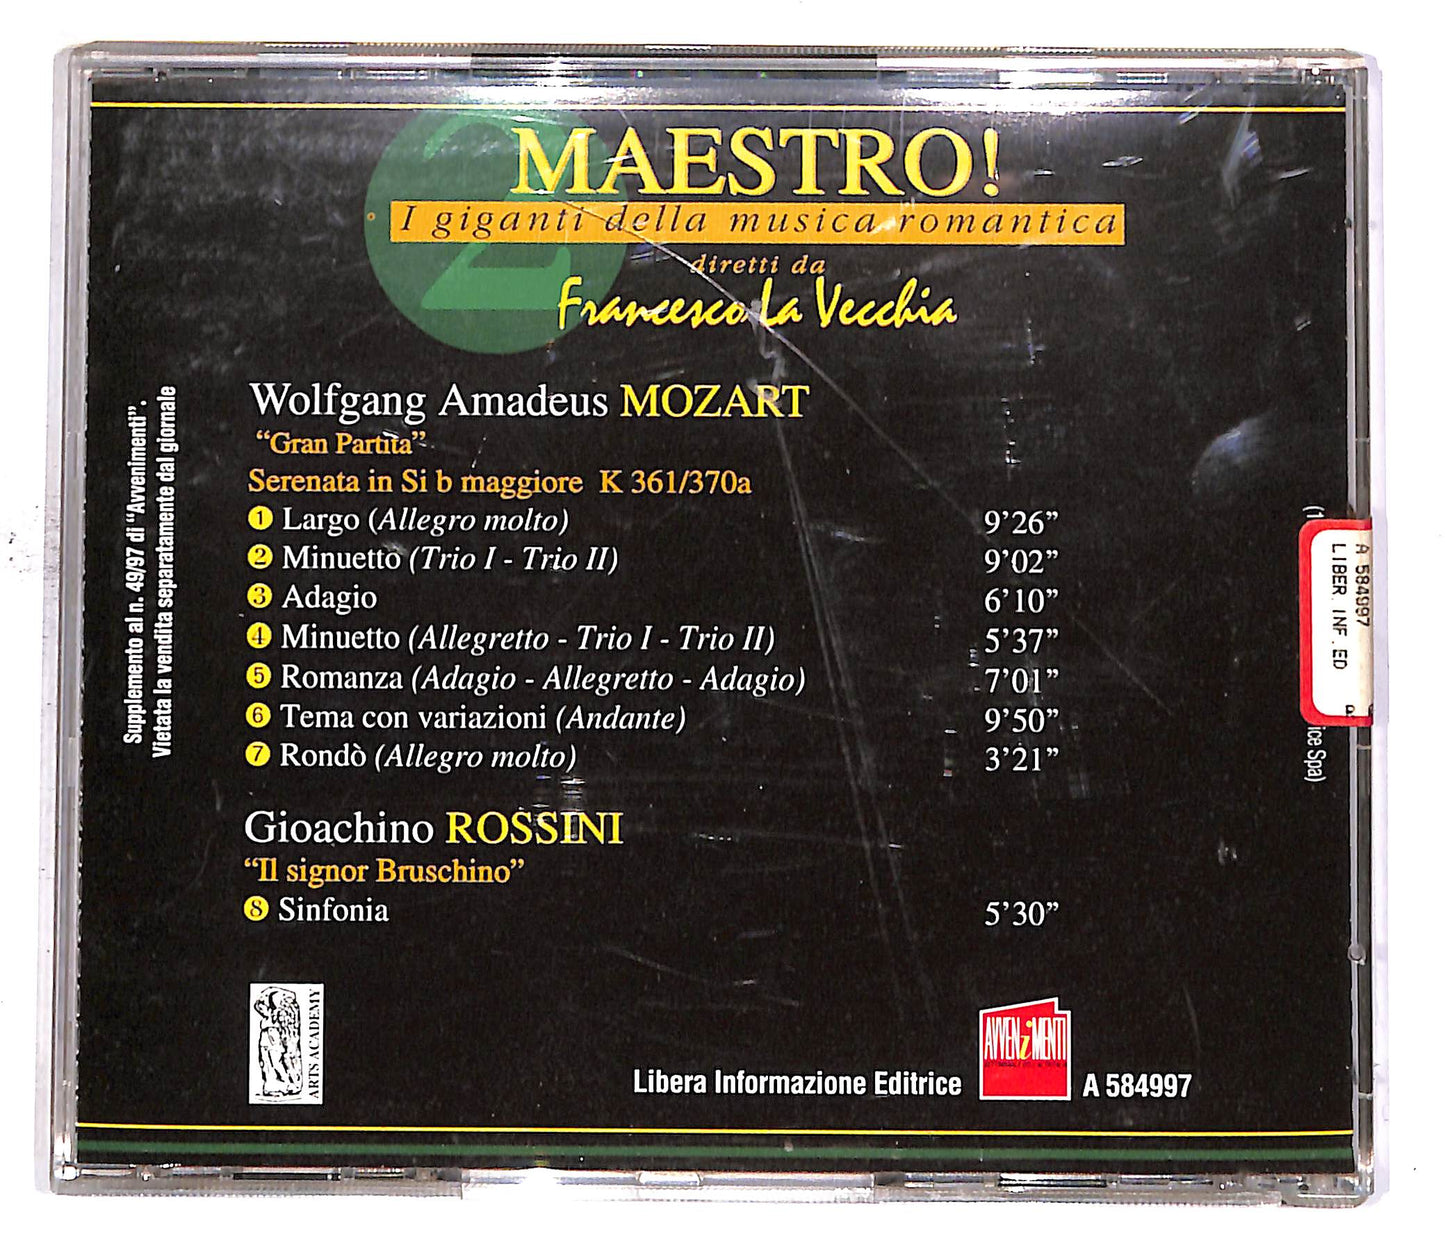 2
MAESTRO!
I giganti della musica romantica
diretti da
Francesco La Vecchia
Wolfgang Amadeus MOZART
“Gran Partita”
Serenata in Si b maggiore K 361/370a
1 Largo (Allegro molto) 9’26”
2 Minuetto (Trio I - Trio II) 9’02”
3 Adagio 6’10”
4 Minuetto (Allegretto - Trio I - Trio II) 5’37”
5 Romanza (Adagio - Allegretto - Adagio) 7’01”
6 Tema con variazioni (Andante) 9’50”
7 Rondò (Allegro molto) 3’21”
Gioachino ROSSINI
“Il signor Bruschino”
8 Sinfonia 5’30”
ARTS ACADEMY
Libera Informazione Editrice
AVVENiMENTI
A 584997
Supplemento al n. 49/97 di “Avvenimenti”.
Vietata la vendita separatamente dal giornale
A 584997
LIBER.INF.ED
Spa)